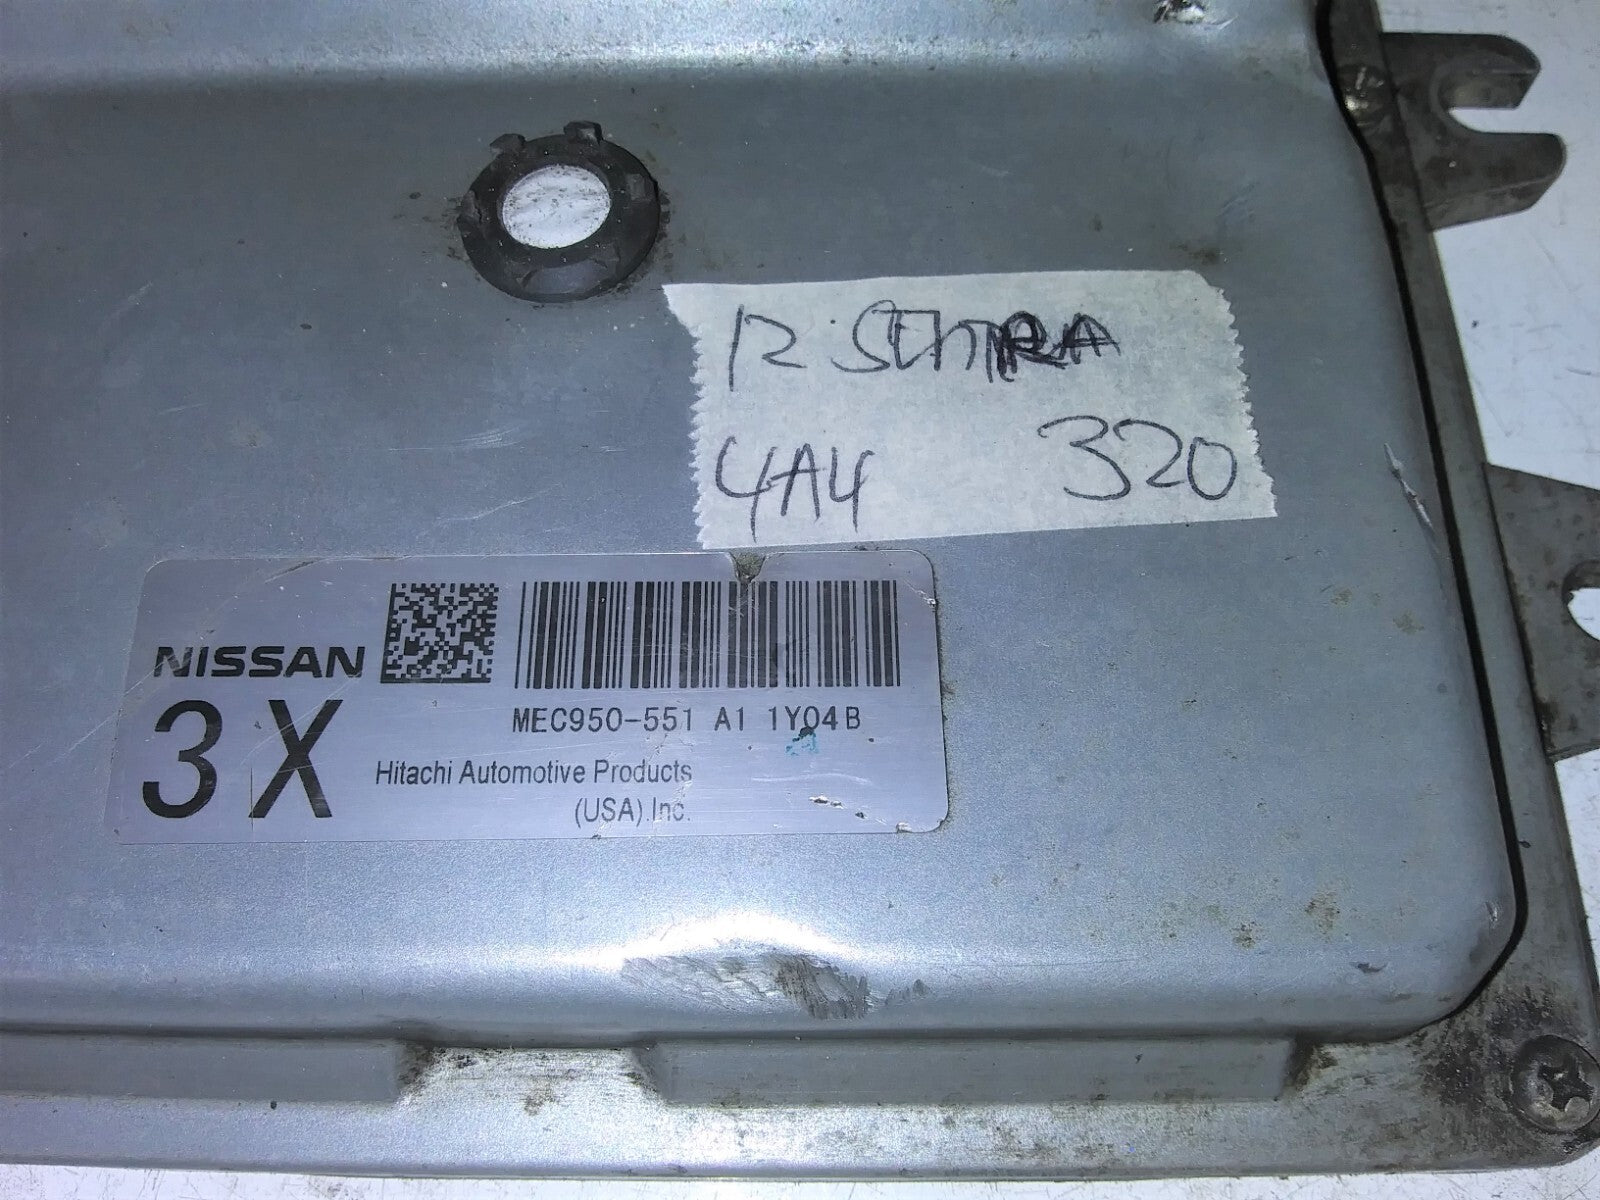 12 SENTRA
4A4 320
NISSAN
3X
MEC950-551 A1 1Y04B
Hitachi Automotive Products
(USA).Inc.